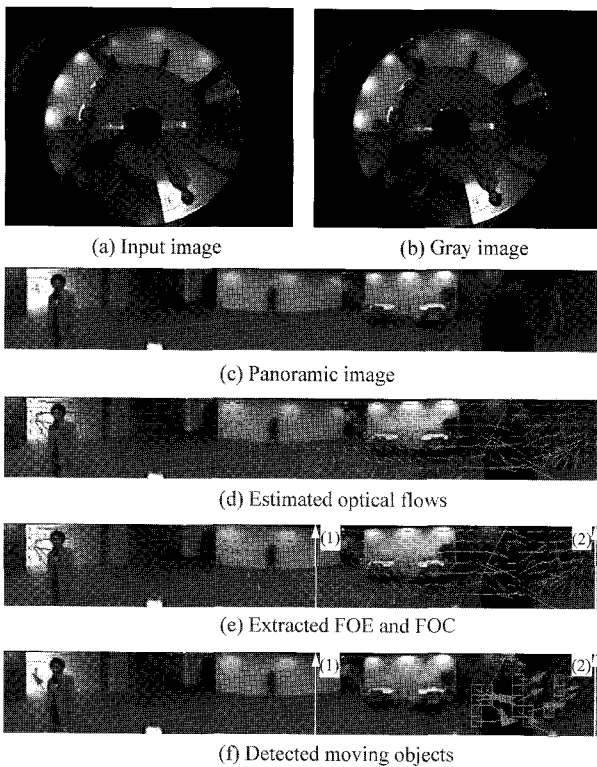 (a) Input image
(b) Gray image
(c) Panoramic image
(d) Estimated optical flows
(1)
(2)
(e) Extracted FOE and FOC
(1)
(2)
(f) Detected moving objects